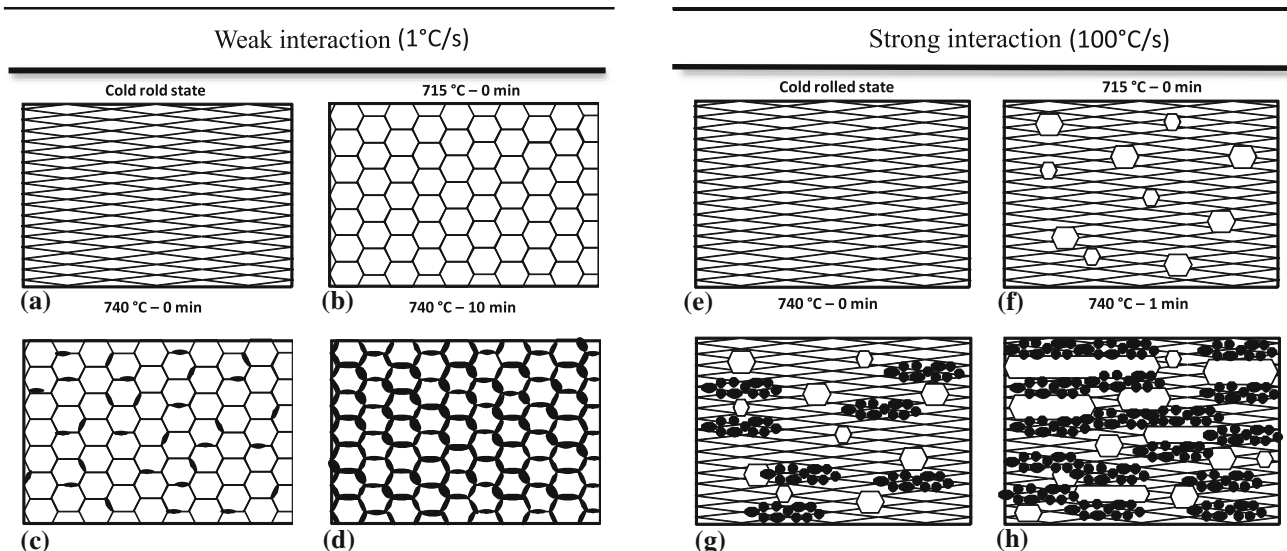 Weak interaction (1°C/s)
Cold rold state
715 °C – 0 min
(a)
(b)
740 °C – 0 min
740 °C – 10 min
(c)
(d)
Strong interaction (100°C/s)
Cold rolled state
715 °C – 0 min
(e)
(f)
740 °C – 0 min
740 °C – 1 min
(g)
(h)